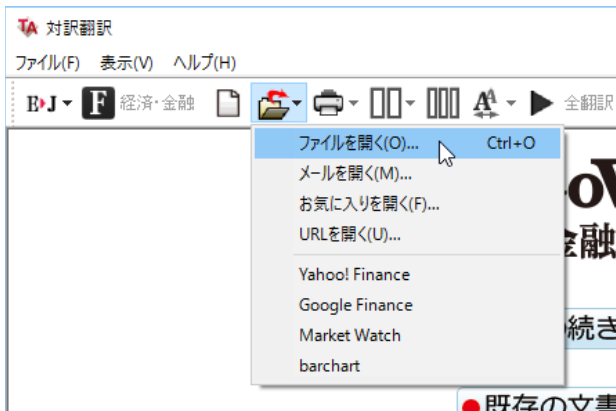 TA 対訳翻訳
ファイル(F) 表示(V) ヘルプ(H)
E▸J F 経済・金融 A 全翻訳
ファイルを開く(O)... Ctrl+O
メールを開く(M)...
お気に入りを開く(F)...
URLを開く(U)...
Yahoo! Finance
Google Finance
Market Watch
barchart
金融
続き
既存の文書